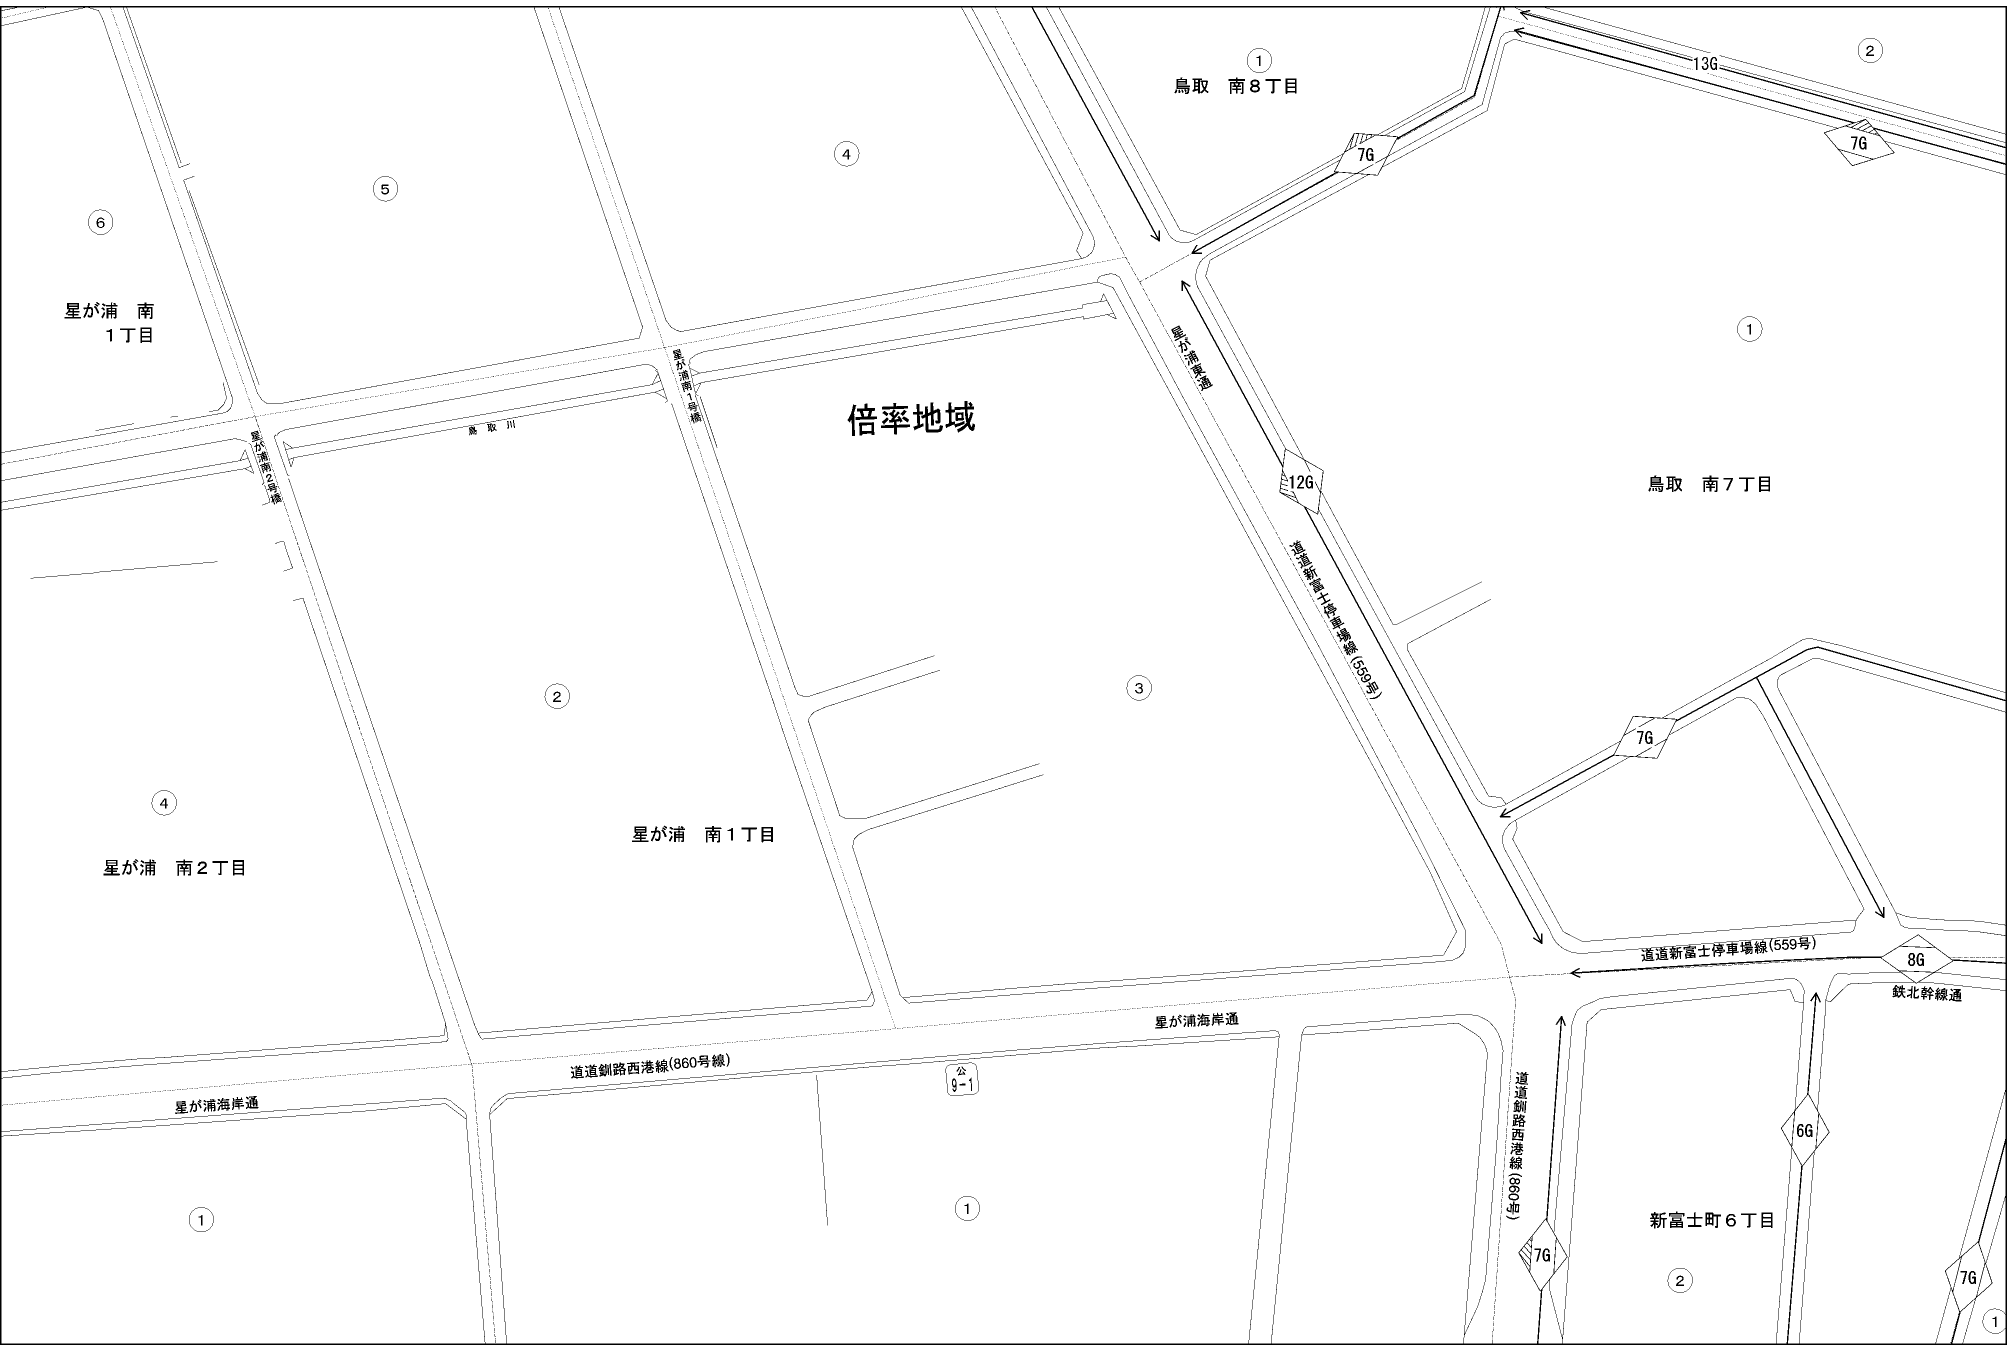 13G
②
①
鳥取　南８丁目
7G
7G
④
⑤
⑥
星が浦　南
１丁目
①
星が浦東通
星が浦南１号橋
倍率地域
鳥取川
星が浦南２号橋
12G
鳥取　南７丁目
道道新富士停車場線(559号)
②
③
7G
④
星が浦　南１丁目
星が浦　南２丁目
道道新富士停車場線(559号)
8G
鉄北幹線通
星が浦海岸通
道道釧路西港線(860号線)
公
9-1
星が浦海岸通
道道釧路西港線(860号)
6G
①
①
新富士町６丁目
7G
②
7G
①